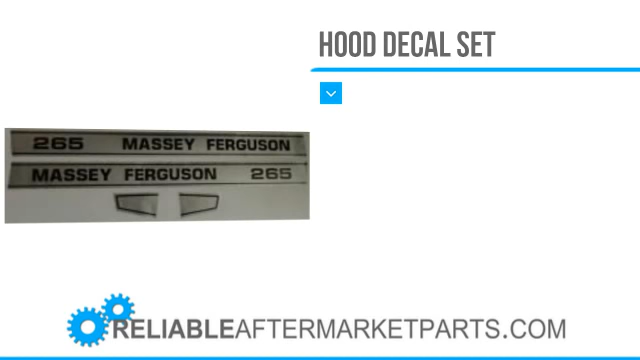 HOOD DECAL SET
265 MASSEY FERGUSON
MASSEY FERGUSON 265
RELIABLEAFTERMARKETPARTS.COM